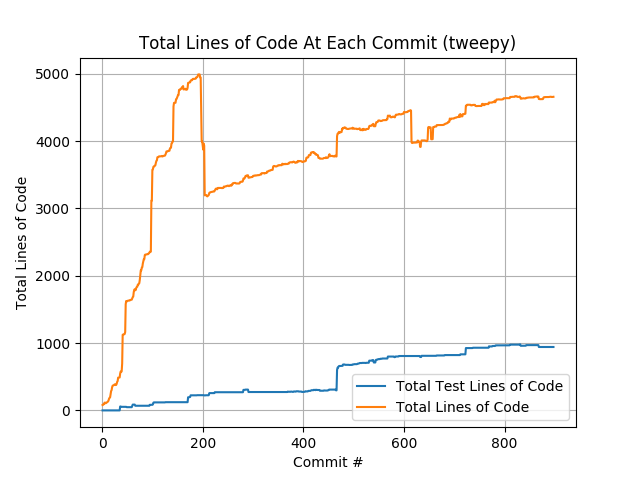 Total Lines of Code At Each Commit (tweepy)
Total Lines of Code
5000
4000
3000
2000
1000
0
0 200 400 600 800
Commit #
Total Test Lines of Code
Total Lines of Code